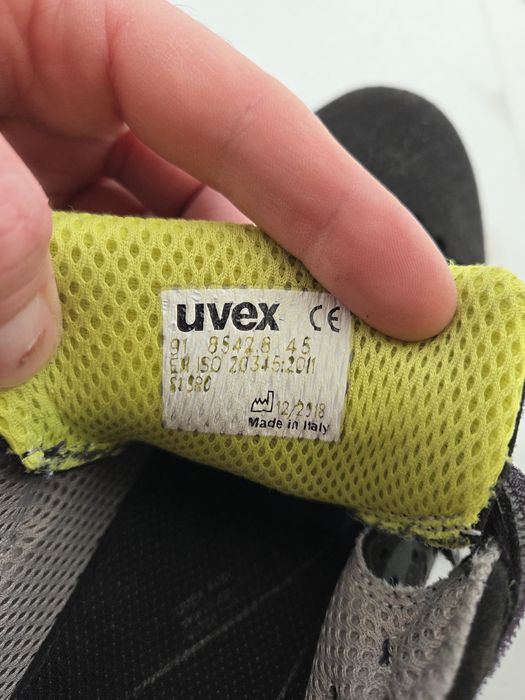 uvex CE
91 8542.8 45
EN ISO 20345:2011
S1 SRC
12/2018
Made in Italy